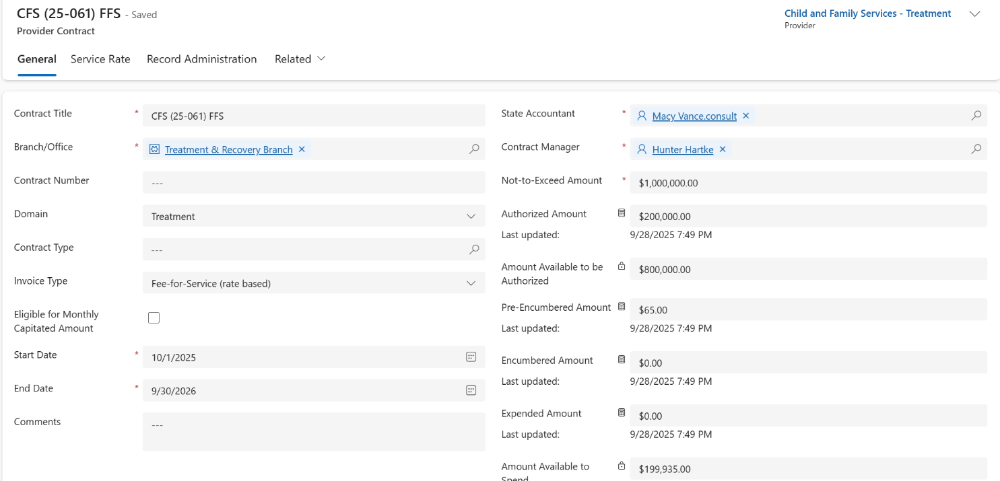 CFS (25-061) FFS - Saved
Provider Contract
Child and Family Services - Treatment
Provider
General Service Rate Record Administration Related
Contract Title * CFS (25-061) FFS
Branch/Office * Treatment & Recovery Branch ×
Contract Number ---
Domain Treatment
Contract Type ---
Invoice Type Fee-for-Service (rate based)
Eligible for Monthly
Capitated Amount
Start Date * 10/1/2025
End Date * 9/30/2026
Comments ---
State Accountant * Macy Vance.consult ×
Contract Manager * Hunter Hartke ×
Not-to-Exceed Amount * $1,000,000.00
Authorized Amount $200,000.00
Last updated: 9/28/2025 7:49 PM
Amount Available to be
Authorized
$800,000.00
Pre-Encumbered Amount $65.00
Last updated: 9/28/2025 7:49 PM
Encumbered Amount $0.00
Last updated: 9/28/2025 7:49 PM
Expended Amount $0.00
Last updated: 9/28/2025 7:49 PM
Amount Available to
Spend
$199,935.00